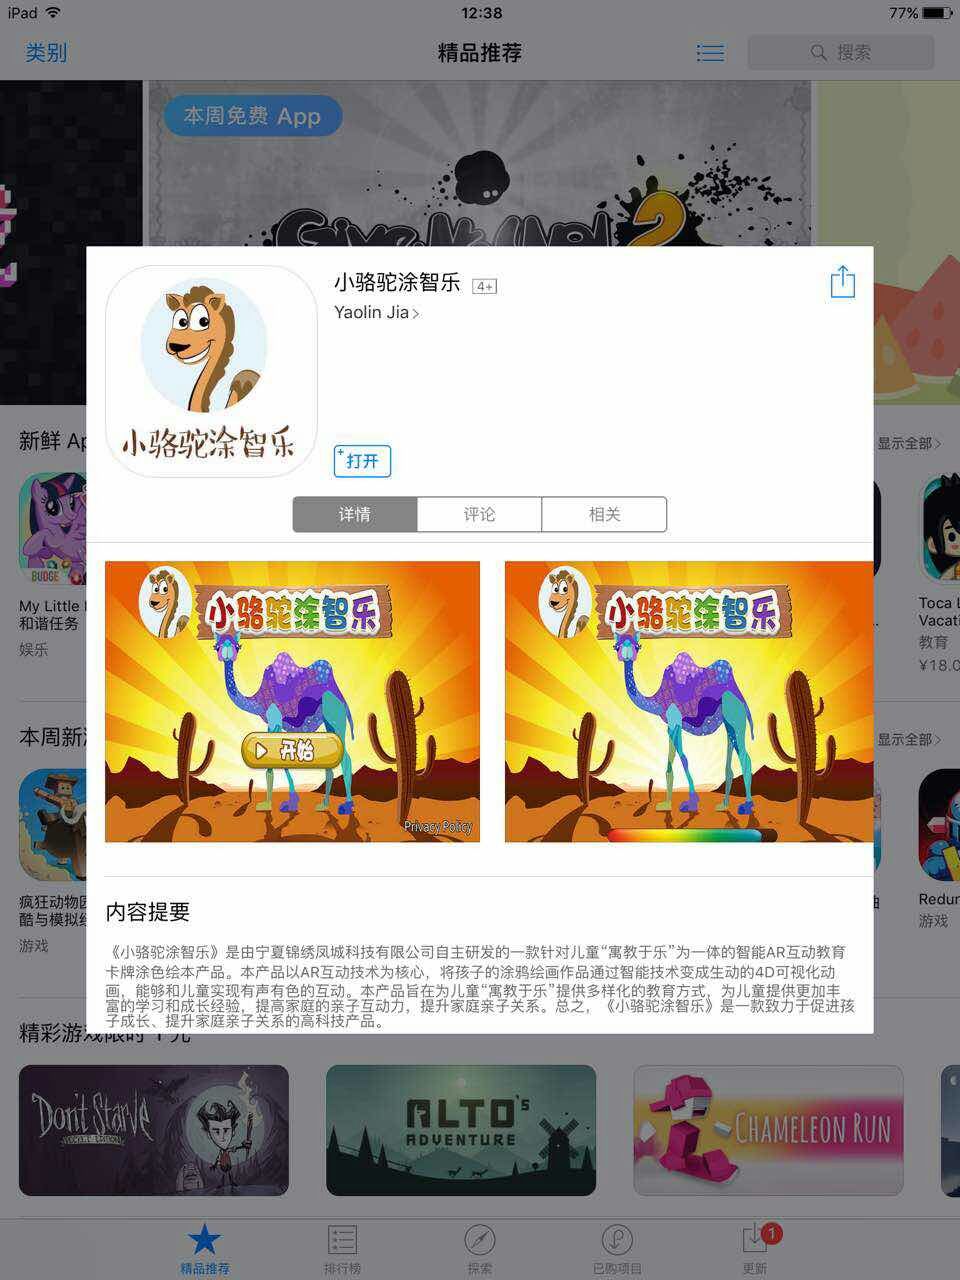 iPad
12:38
77%
类别
精品推荐
搜索
本周免费 App
2
小骆驼涂智乐 4+
Yaolin Jia
小骆驼涂智乐
+打开
详情
评论
相关
新鲜
显示全部
BUDGE
My Little
和谐任务
娱乐
Toca
教育
¥18.0
小骆驼涂智乐
开始
Privacy Policy
小骆驼涂智乐
本周新
显示全部
疯狂动物
酷与模拟
游戏
Redun
游戏
内容提要
《小骆驼涂智乐》是由宁夏锦绣凤城科技有限公司自主研发的一款针对儿童“寓教于乐”为一体的智能AR互动教育
卡牌涂色绘本产品。本产品以AR互动技术为核心，将孩子的涂鸦绘画作品通过智能技术变成生动的4D可视化动
画，能够和儿童实现有声有色的互动。本产品旨在为儿童“寓教于乐”提供多样化的教育方式，为儿童提供更加丰
富的学习和成长经验，提高家庭的亲子互动力，提升家庭亲子关系。总之，《小骆驼涂智乐》是一款致力于促进孩
子成长、提升家庭亲子关系的高科技产品。
精彩游戏限时 1 元
Don't Starve
POCKET EDITION
ALTO'S
ADVENTURE
CHAMELEON RUN
精品推荐
排行榜
探索
已购项目
更新
1